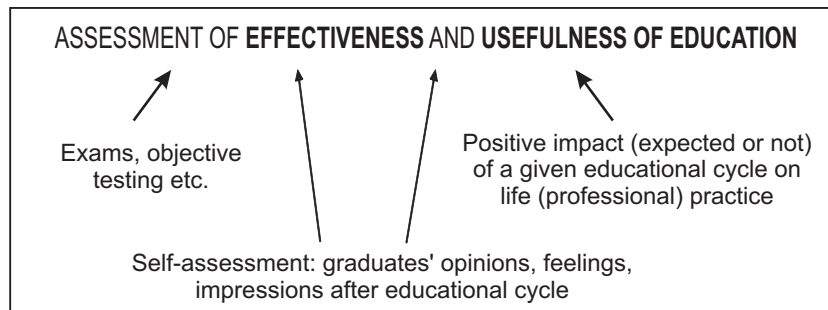 ASSESSMENT OF EFFECTIVENESS AND USEFULNESS OF EDUCATION
Exams, objective
testing etc.
Positive impact (expected or not)
of a given educational cycle on
life (professional) practice
Self-assessment: graduates' opinions, feelings,
impressions after educational cycle